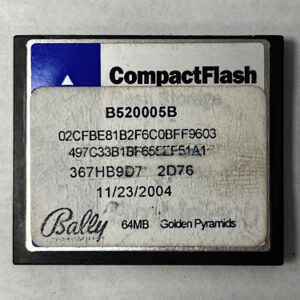 CompactFlash
B520005B
02CFBE81B2F6C0BFF9603
367HB9D7 2D76
11/23/2004
Bally 64MB Golden Pyramids